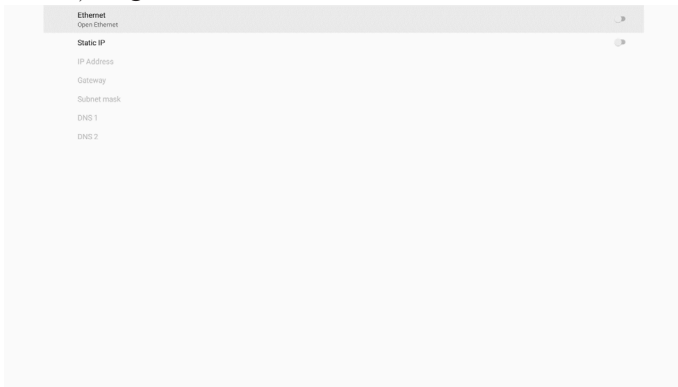 Ethernet
Open Ethernet
Static IP
IP Address
Gateway
Subnet mask
DNS 1
DNS 2